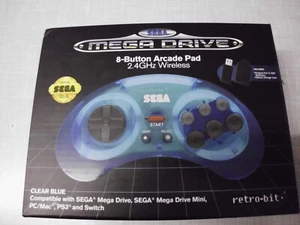 SEGA
MEGA DRIVE
8-Button Arcade Pad
2.4GHz Wireless
SEGA
START
CLEAR BLUE
Compatible with SEGA® Mega Drive, SEGA® Mega Drive Mini,
PC/Mac®, PS3® and Switch
retro-bit®